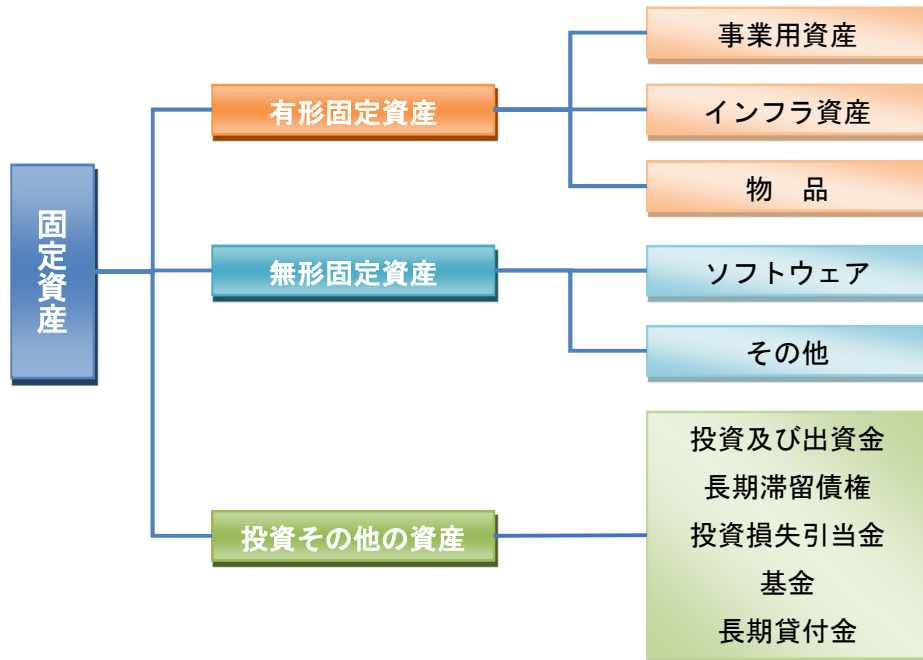 固定資産
有形固定資産
事業用資産
インフラ資産
物　品
無形固定資産
ソフトウェア
その他
投資その他の資産
投資及び出資金
長期滞留債権
投資損失引当金
基金
長期貸付金